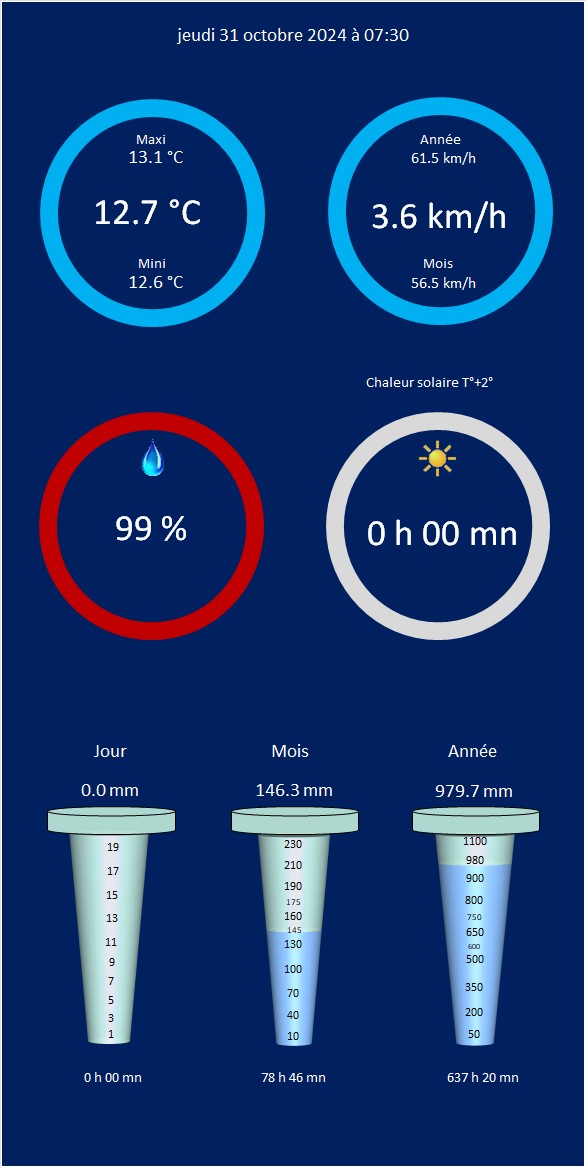 jeudi 31 octobre 2024 à 07:30
Maxi
13.1 °C
12.7 °C
Mini
12.6 °C
Année
61.5 km/h
3.6 km/h
Mois
56.5 km/h
99 %
Chaleur solaire T°+2°
0 h 00 mn
Jour
0.0 mm
19
17
15
13
11
9
7
5
3
1
0 h 00 mn
Mois
146.3 mm
230
210
190
175
160
145
130
100
70
40
10
78 h 46 mn
Année
979.7 mm
1100
980
900
800
750
650
600
500
350
200
50
637 h 20 mn